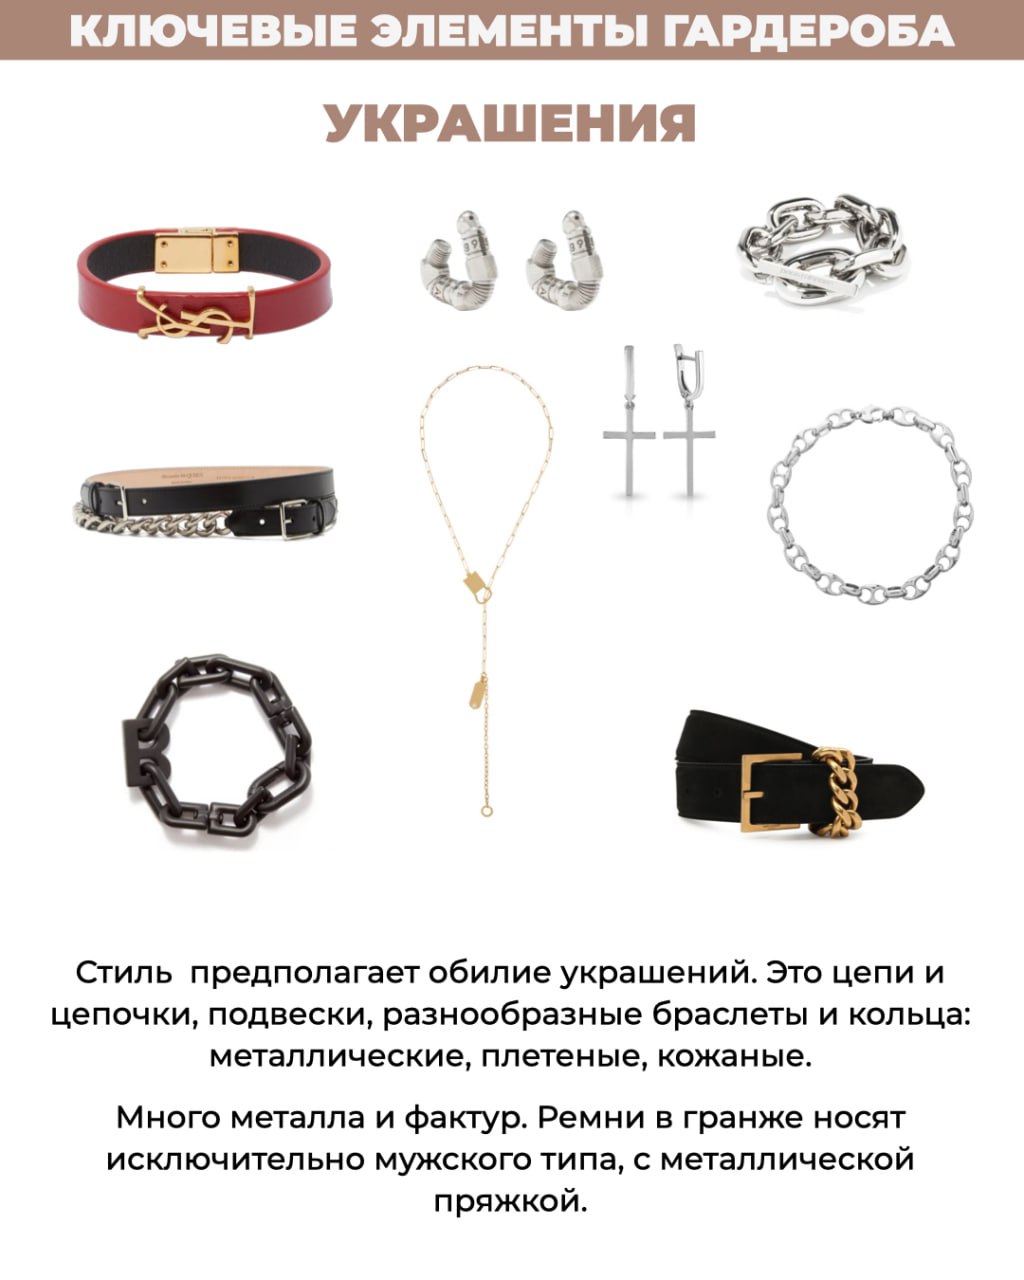 КЛЮЧЕВЫЕ ЭЛЕМЕНТЫ ГАРДЕРОБА
УКРАШЕНИЯ
Стиль предполагает обилие украшений. Это цепи и
цепочки, подвески, разнообразные браслеты и кольца:
металлические, плетеные, кожаные.
Много металла и фактур. Ремни в гранже носят
исключительно мужского типа, с металлической
пряжкой.